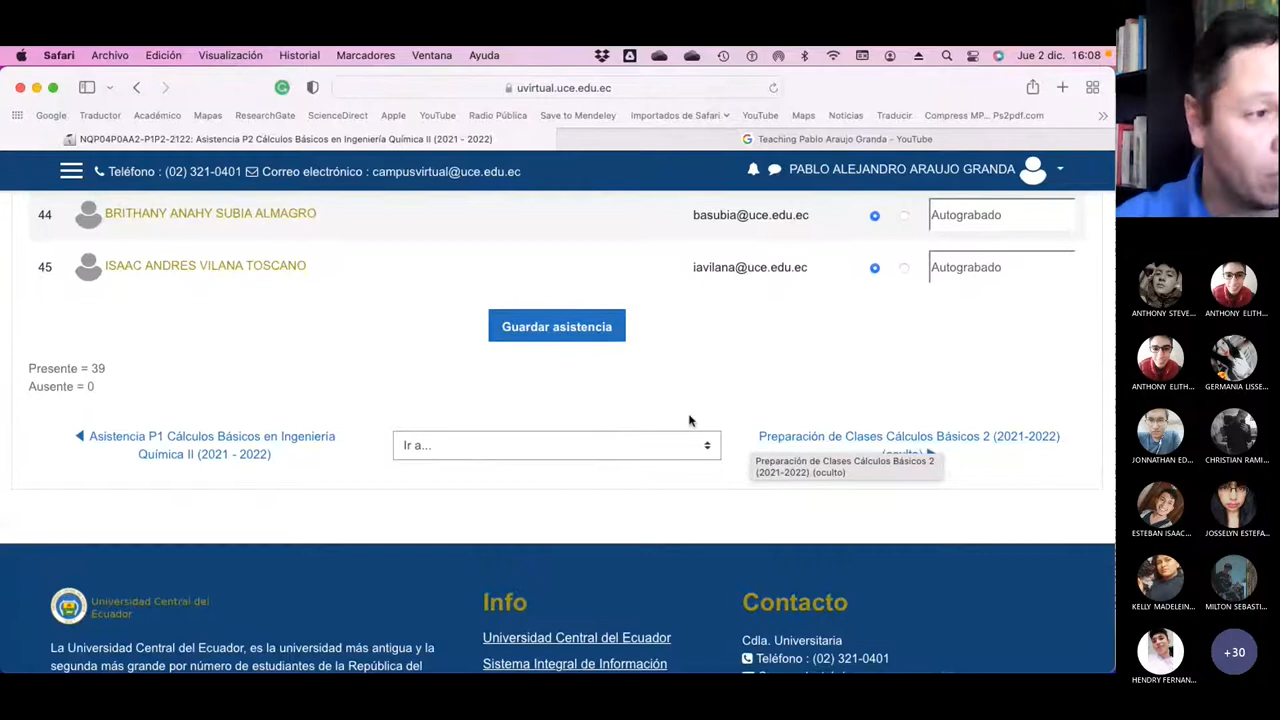 Safari Archivo Edición Visualización Historial Marcadores Ventana Ayuda Jue 2 dic. 16:08
uvirtual.uce.edu.ec
Google Traductor Académico Mapas ResearchGate ScienceDirect Apple YouTube Radio Pública Save to Mendeley Importados de Safari YouTube Maps Noticias Traducir Compress MP... Ps2pdf.com
NQP04P0AA2-P1P2-2122: Asistencia P2 Cálculos Básicos en Ingeniería Química II (2021 - 2022)
Teaching Pablo Araujo Granda – YouTube
Teléfono : (02) 321-0401 Correo electrónico : campusvirtual@uce.edu.ec PABLO ALEJANDRO ARAUJO GRANDA
44 BRITHANY ANAHY SUBIA ALMAGRO basubia@uce.edu.ec Autograbado
45 ISAAC ANDRES VILANA TOSCANO iavilana@uce.edu.ec Autograbado
Guardar asistencia
Presente = 39
Ausente = 0
Asistencia P1 Cálculos Básicos en Ingeniería
Química II (2021 - 2022)
Ir a...
Preparación de Clases Cálculos Básicos 2 (2021-2022)
Preparación de Clases Cálculos Básicos 2
(2021-2022) (oculto)
Universidad Central del
Ecuador
La Universidad Central del Ecuador, es la universidad más antigua y la
segunda más grande por número de estudiantes de la República del
Info
Universidad Central del Ecuador
Sistema Integral de Información
Contacto
Cdla. Universitaria
Teléfono : (02) 321-0401
ANTHONY STEVE...
ANTHONY ELITH...
ANTHONY ELITH...
GERMANIA LISSE...
JONNATHAN ED...
CHRISTIAN RAMI...
ESTEBAN ISAAC...
JOSSELYN ESTEFA...
KELLY MADELEIN...
MILTON SEBASTI...
HENDRY FERNAN...
+30